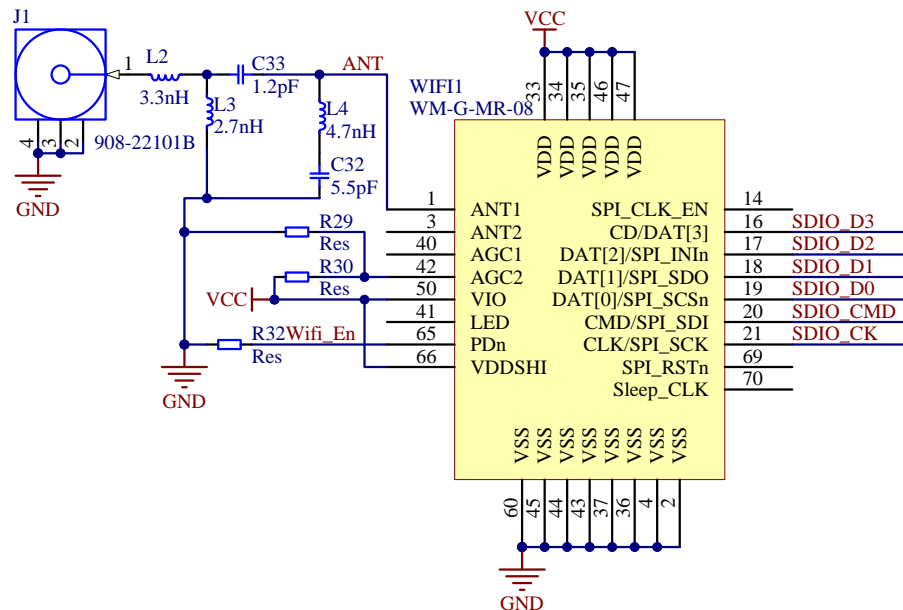 J1
1
L2
3.3nH
C33
1.2pF
ANT
L3
2.7nH
L4
4.7nH
908-22101B
4
3
2
GND
C32
5.5pF
WIFI1
WM-G-MR-08
VCC
33
34
35
46
47
VDD
VDD
VDD
VDD
VDD
1 ANT1
3 ANT2
40 AGC1
42 AGC2
50 VIO
41 LED
65 PDn
66 VDDSHI
SPI_CLK_EN 14
CD/DAT[3] 16 SDIO_D3
DAT[2]/SPI_INIn 17 SDIO_D2
DAT[1]/SPI_SDO 18 SDIO_D1
DAT[0]/SPI_SCSn 19 SDIO_D0
CMD/SPI_SDI 20 SDIO_CMD
CLK/SPI_SCK 21 SDIO_CK
SPI_RSTn 69
Sleep_CLK 70
R29
Res
R30
Res
VCC
R32 Wifi_En
Res
GND
VSS
VSS
VSS
VSS
VSS
VSS
VSS
VSS
60
45
44
43
37
36
4
2
GND